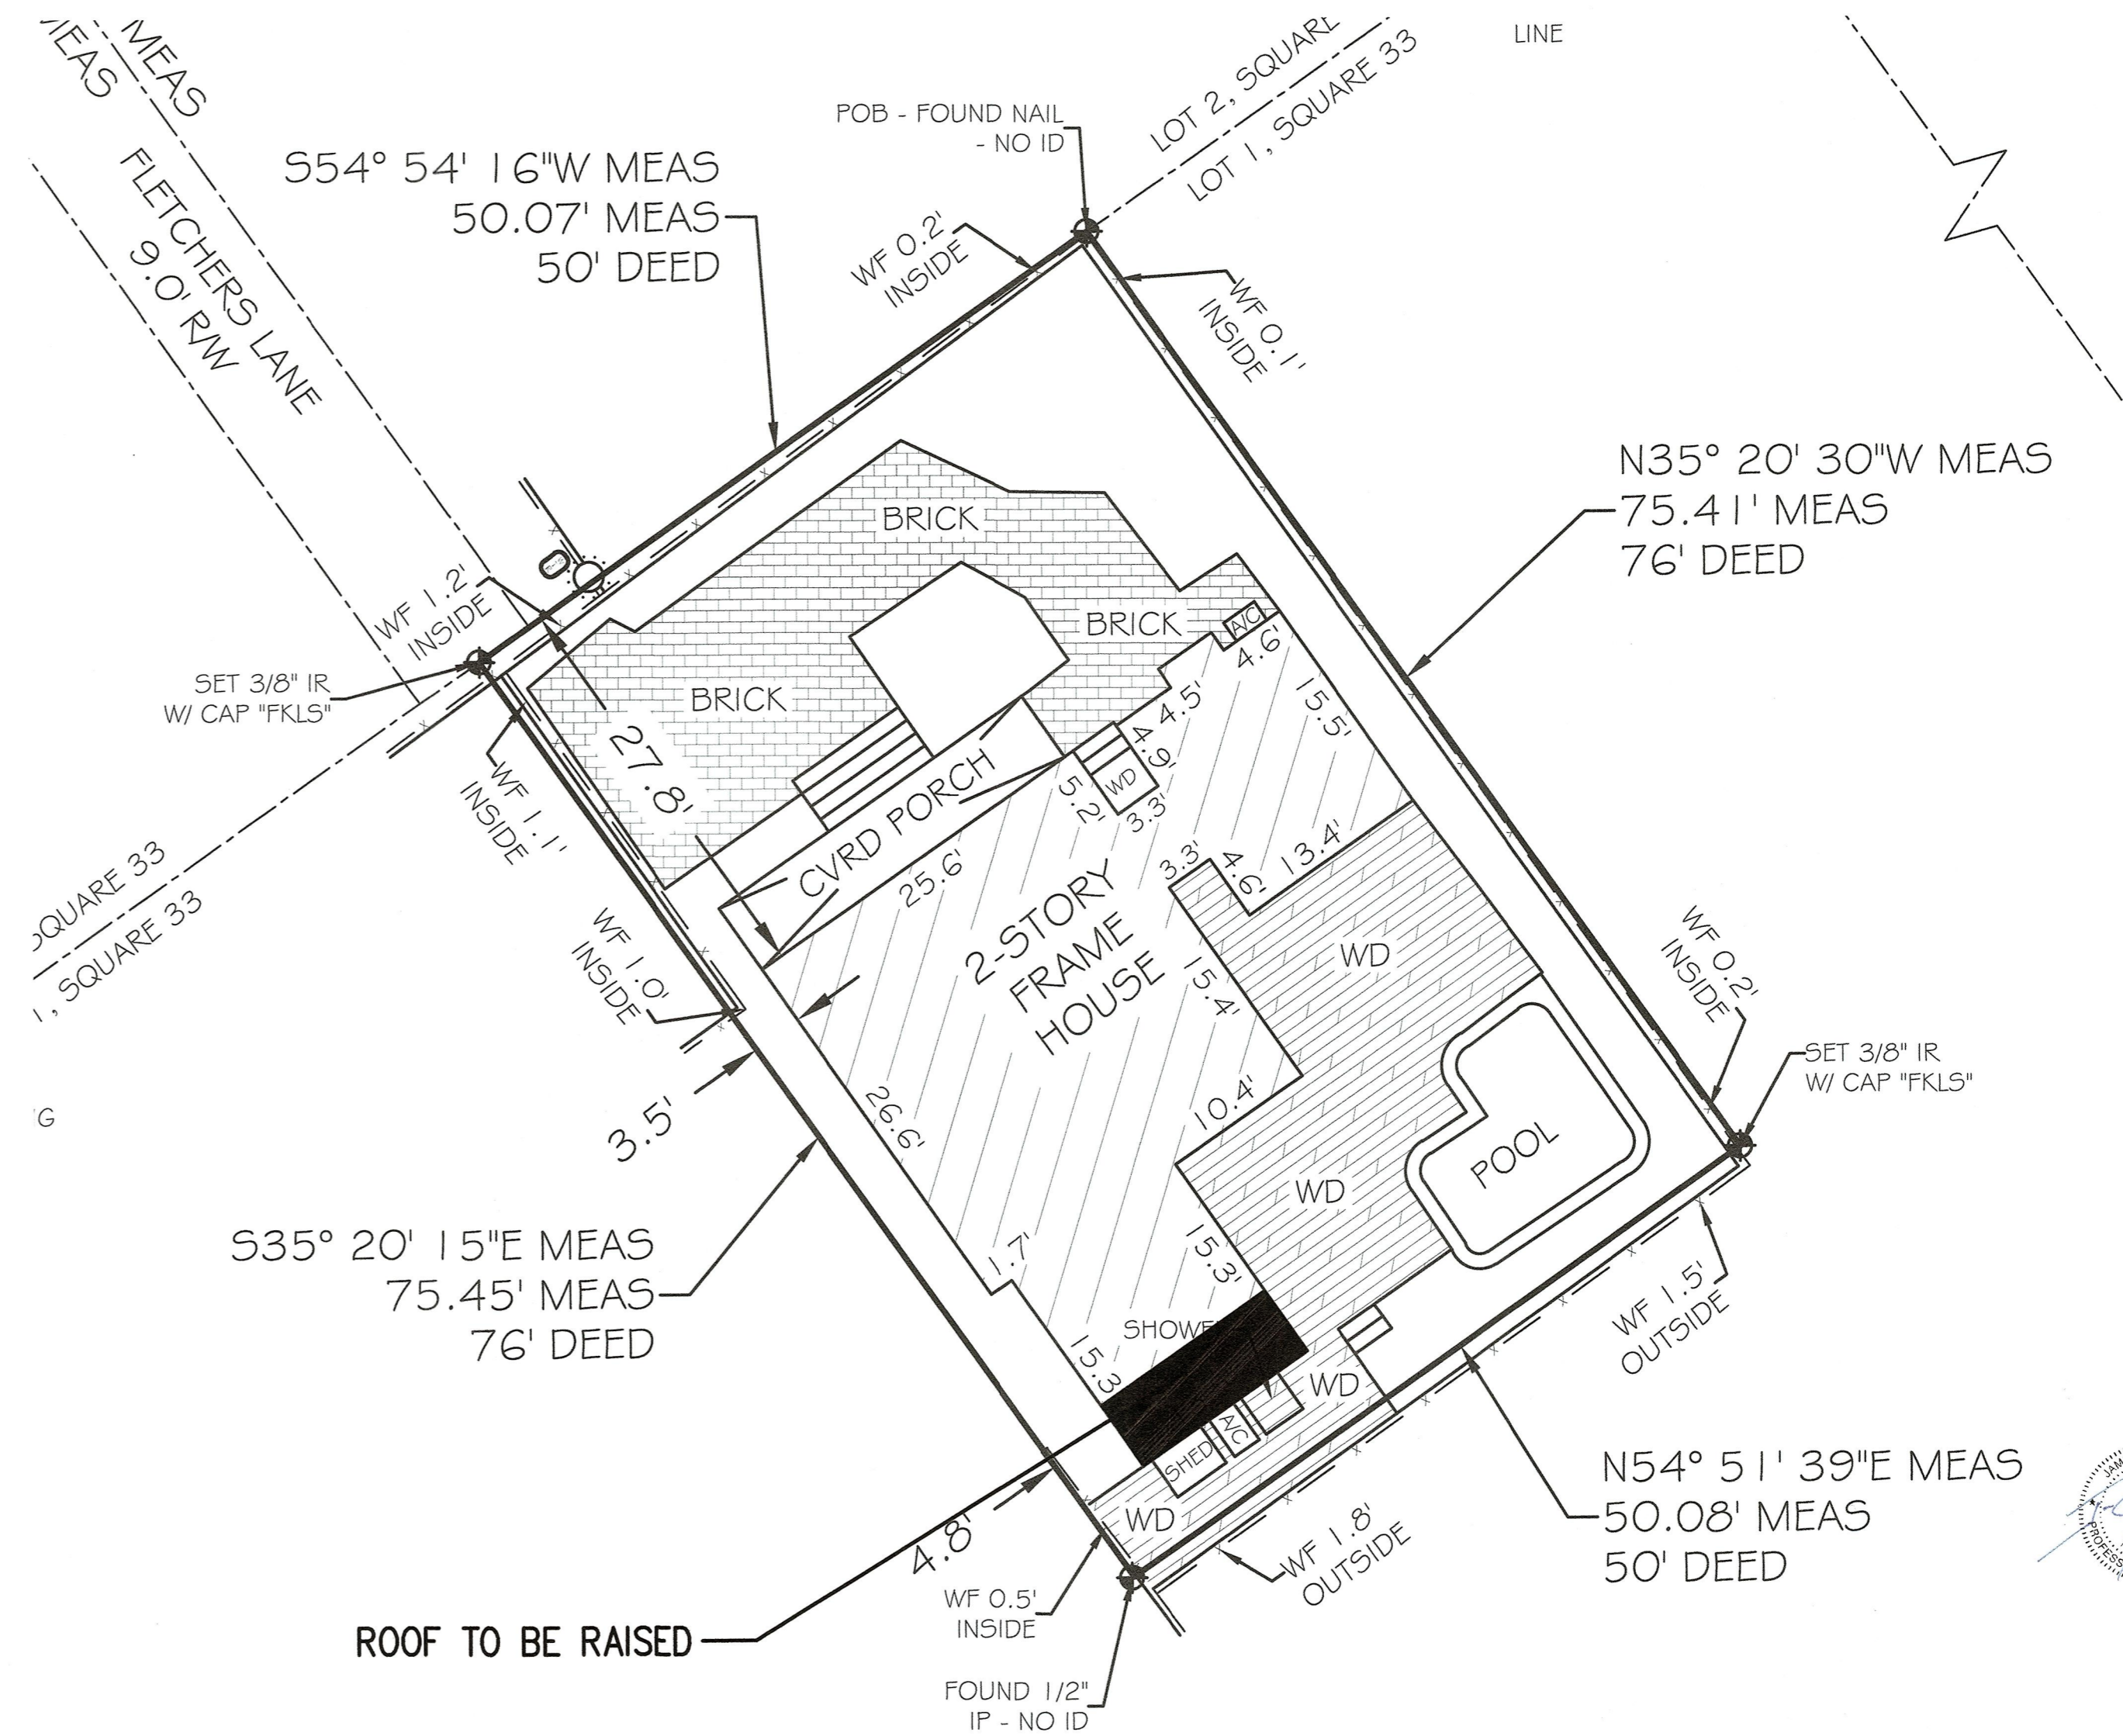 MEAS
MEAS
FLETCHERS LANE
9.0' R/W
LINE
LOT 2, SQUARE
LOT 1, SQUARE 33
POB - FOUND NAIL
- NO ID
S54° 54' 16"W MEAS
50.07' MEAS
50' DEED
WF 0.2'
INSIDE
WF 0.1'
INSIDE
N35° 20' 30"W MEAS
75.41' MEAS
76' DEED
BRICK
BRICK
BRICK
A/C
4.6'
15.5'
WF 1.2'
INSIDE
SET 3/8" IR
W/ CAP "FKLS"
WF 1.1'
INSIDE
27.8'
CVRD PORCH
25.6'
4.5'
4.9'
WD
5.2'
3.3'
3.3'
4.6'
13.4'
2-STORY
FRAME
HOUSE
WD
15.4'
SQUARE 33
1, SQUARE 33
WF 1.0'
INSIDE
WF 0.2'
INSIDE
SET 3/8" IR
W/ CAP "FKLS"
'G
3.5'
26.6'
10.4'
POOL
WD
S35° 20' 15"E MEAS
75.45' MEAS
76' DEED
1.7'
15.3'
WF 1.5'
OUTSIDE
15.3
WD
A/C
SHED
WD
4.8'
WF 1.8'
OUTSIDE
N54° 51' 39"E MEAS
50.08' MEAS
50' DEED
WF 0.5'
INSIDE
ROOF TO BE RAISED
FOUND 1/2"
IP - NO ID